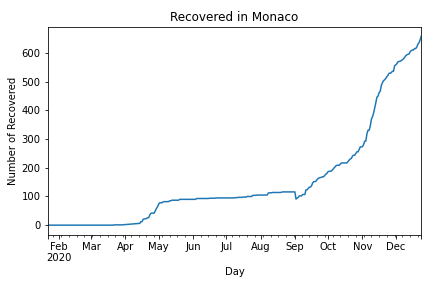 Recovered in Monaco
Number of Recovered
600
500
400
300
200
100
0
Feb Mar Apr May Jun Jul Aug Sep Oct Nov Dec
2020
Day